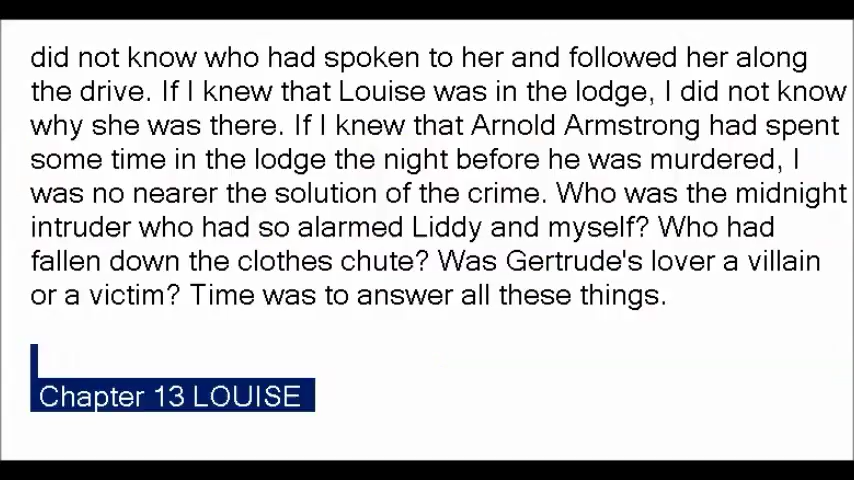 did not know who had spoken to her and followed her along
the drive. If I knew that Louise was in the lodge, I did not know
why she was there. If I knew that Arnold Armstrong had spent
some time in the lodge the night before he was murdered, I
was no nearer the solution of the crime. Who was the midnight
intruder who had so alarmed Liddy and myself? Who had
fallen down the clothes chute? Was Gertrude's lover a villain
or a victim? Time was to answer all these things.
Chapter 13 LOUISE